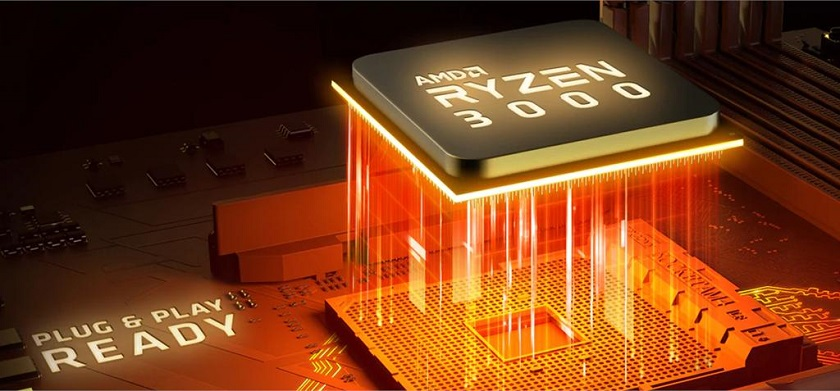 AMD
RYZEN
3000
PLUG & PLAY
READY